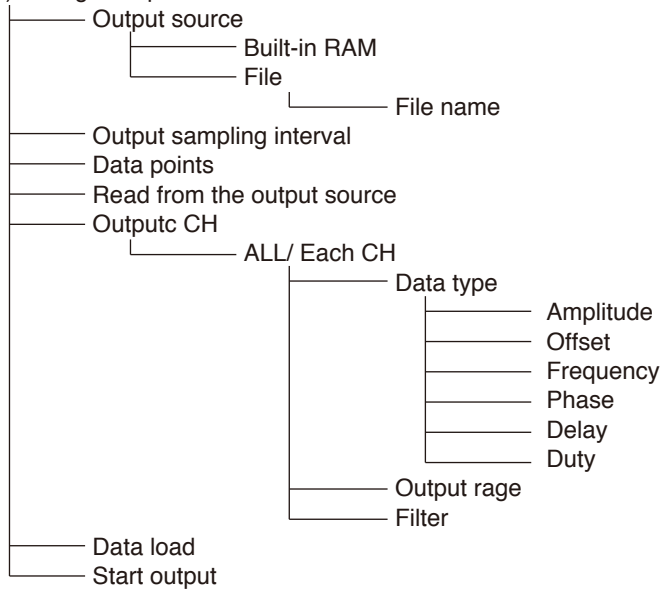 Output source
Built-in RAM
File
File name
Output sampling interval
Data points
Read from the output source
Outputc CH
ALL/ Each CH
Data type
Amplitude
Offset
Frequency
Phase
Delay
Duty
Output rage
Filter
Data load
Start output